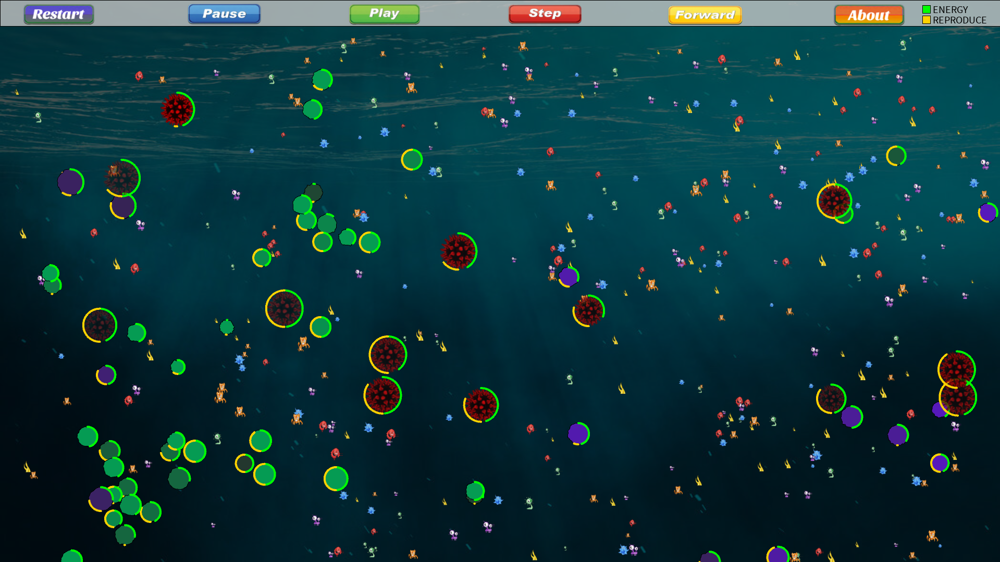 Restart
Pause
Play
Step
Forward
About
ENERGY
REPRODUCE